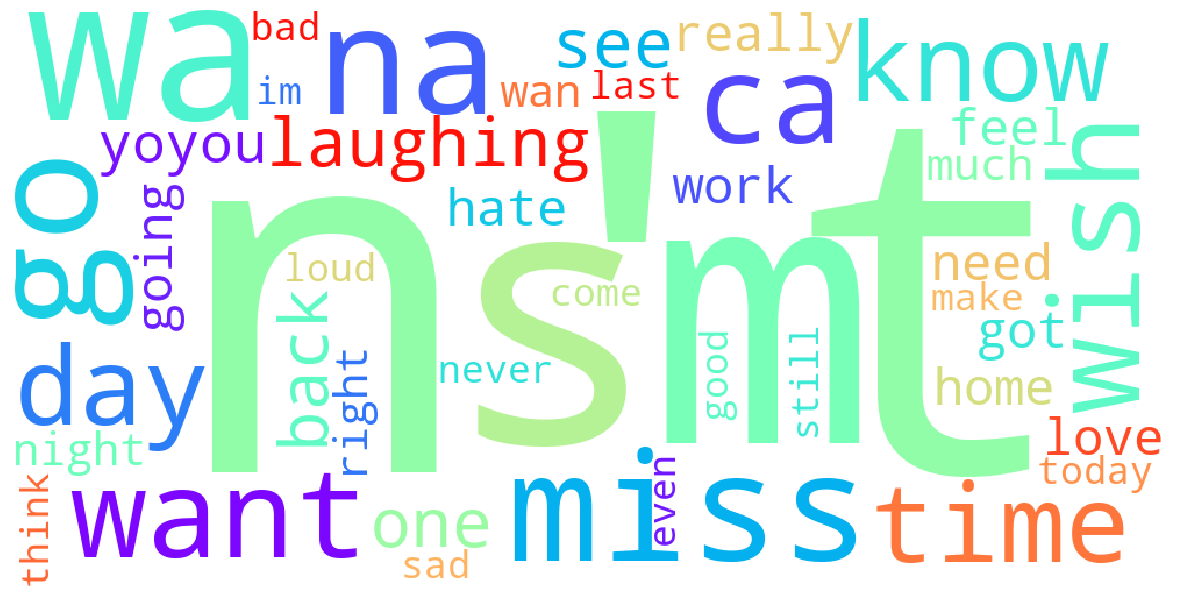 wa
bad
na
see
really
know
im
wan
last
ca
yoyou
laughing
feel
much
wish
go
going
hate
work
n't
s
m
loud
come
need
make
got
day
back
right
never
good
still
home
night
love
today
think
want
one
sad
miss
even
time